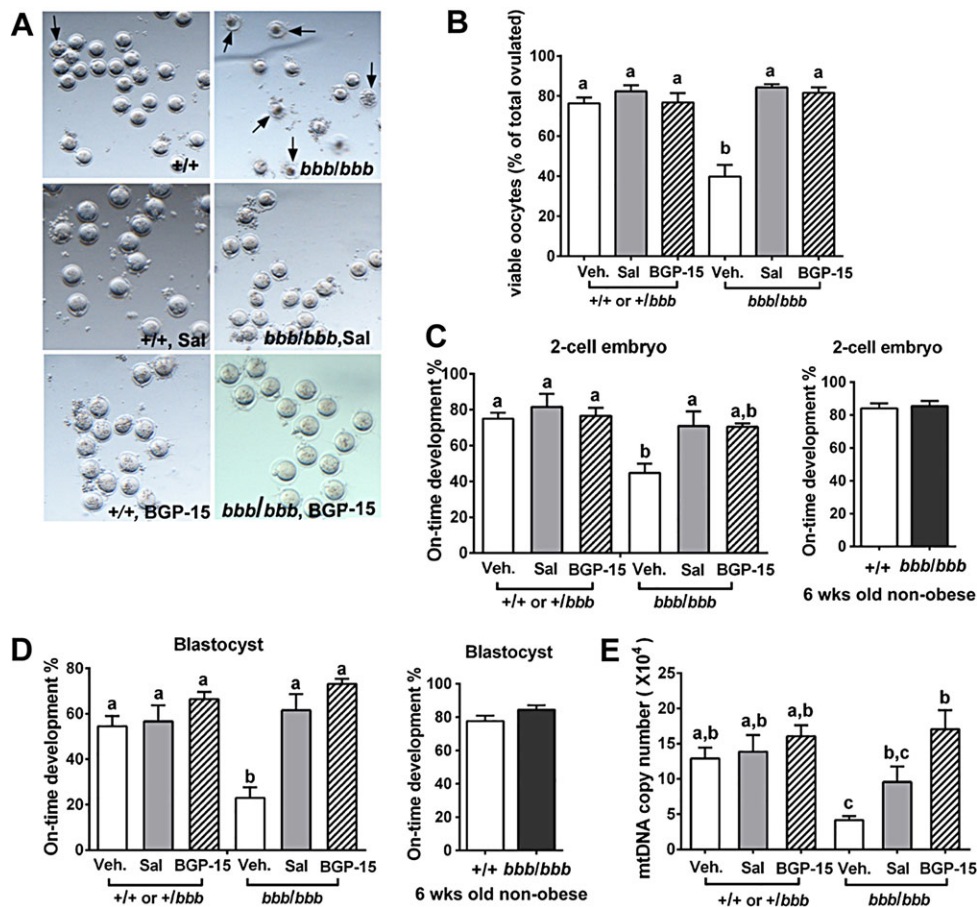 A
+/+
bbb/bbb
+/+, Sal
bbb/bbb,Sal
+/+, BGP-15
bbb/bbb, BGP-15
B
viable oocytes (% of total ovulated)
100
80
60
40
20
0
a a a b a a
Veh. Sal BGP-15 Veh. Sal BGP-15
+/+ or +/bbb bbb/bbb
C
2-cell embryo
On-time development %
100
80
60
40
20
0
a a a b a a,b
Veh. Sal BGP-15 Veh. Sal BGP-15
+/+ or +/bbb bbb/bbb
2-cell embryo
On-time development %
100
80
60
40
20
0
+/+ bbb/bbb
6 wks old non-obese
D
Blastocyst
On-time development %
80
60
40
20
0
a a a b a a
Veh. Sal BGP-15 Veh. Sal BGP-15
+/+ or +/bbb bbb/bbb
Blastocyst
On-time development %
100
80
60
40
20
0
+/+ bbb/bbb
6 wks old non-obese
E
mtDNA copy number ( X10⁴)
25
20
15
10
5
0
a,b a,b a,b c b,c b
Veh. Sal BGP-15 Veh. Sal BGP-15
+/+ or +/bbb bbb/bbb